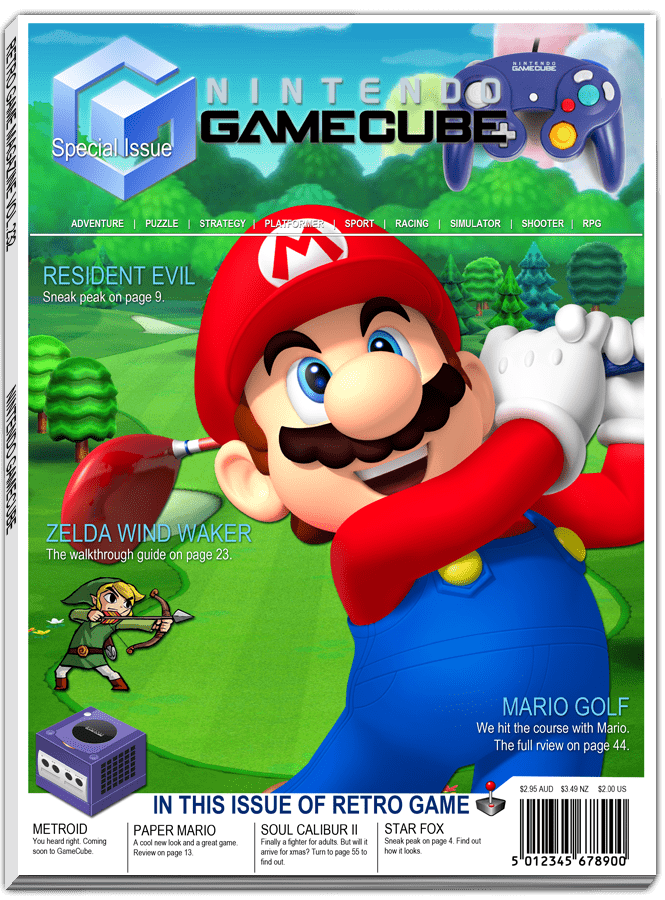 NINTENDO
GAMECUBE
NINTENDO
GAMECUBE
Special Issue
ADVENTURE | PUZZLE | STRATEGY | PLATFORMER | SPORT | RACING | SIMULATOR | SHOOTER | RPG
M
RESIDENT EVIL
Sneak peak on page 9.
ZELDA WIND WAKER
The walkthrough guide on page 23.
MARIO GOLF
We hit the course with Mario.
The full rview on page 44.
$2.95 AUD $3.49 NZ $2.00 US
IN THIS ISSUE OF RETRO GAME
METROID
You heard right. Coming
soon to GameCube.
PAPER MARIO
A cool new look and a great game.
Review on page 13.
SOUL CALIBUR II
Finally a fighter for adults. But will it
arrive for xmas? Turn to page 55 to
find out.
STAR FOX
Sneak peak on page 4. Find out
how it looks.
5 012345 678900
RETRO GAME MAGAZINE VOL.29.
NINTENDO GAMECUBE.